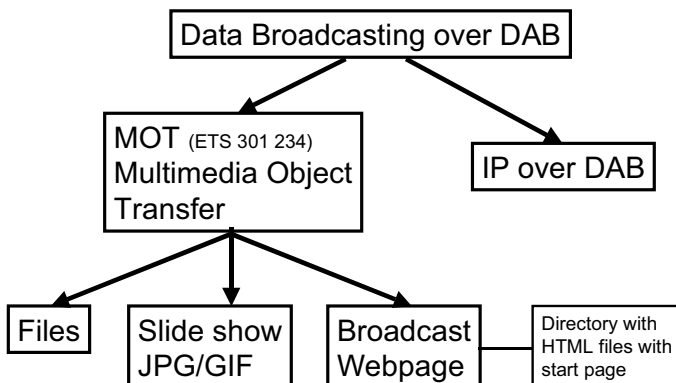 Data Broadcasting over DAB
MOT (ETS 301 234)
Multimedia Object
Transfer
IP over DAB
Files
Slide show
JPG/GIF
Broadcast
Webpage
Directory with
HTML files with
start page